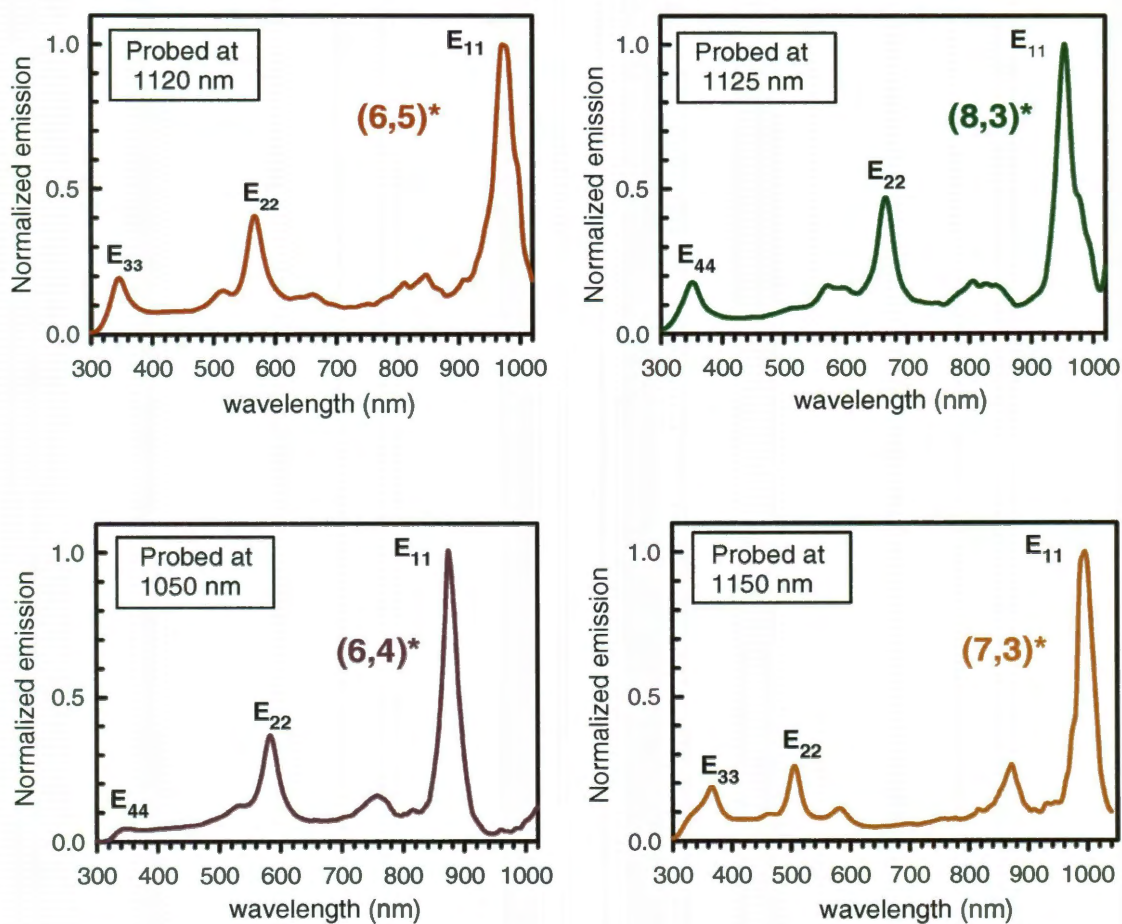 Probed at
1120 nm
E11
(6,5)*
E22
E33
Normalized emission
1.0
0.5
0.0
300 400 500 600 700 800 900 1000
wavelength (nm)
Probed at
1125 nm
E11
(8,3)*
E22
E44
Normalized emission
1.0
0.5
0.0
300 400 500 600 700 800 900 1000
wavelength (nm)
Probed at
1050 nm
E11
(6,4)*
E22
E44
Normalized emission
1.0
0.5
0.0
300 400 500 600 700 800 900 1000
wavelength (nm)
Probed at
1150 nm
E11
(7,3)*
E33
E22
Normalized emission
1.0
0.5
0.0
300 400 500 600 700 800 900 1000
wavelength (nm)